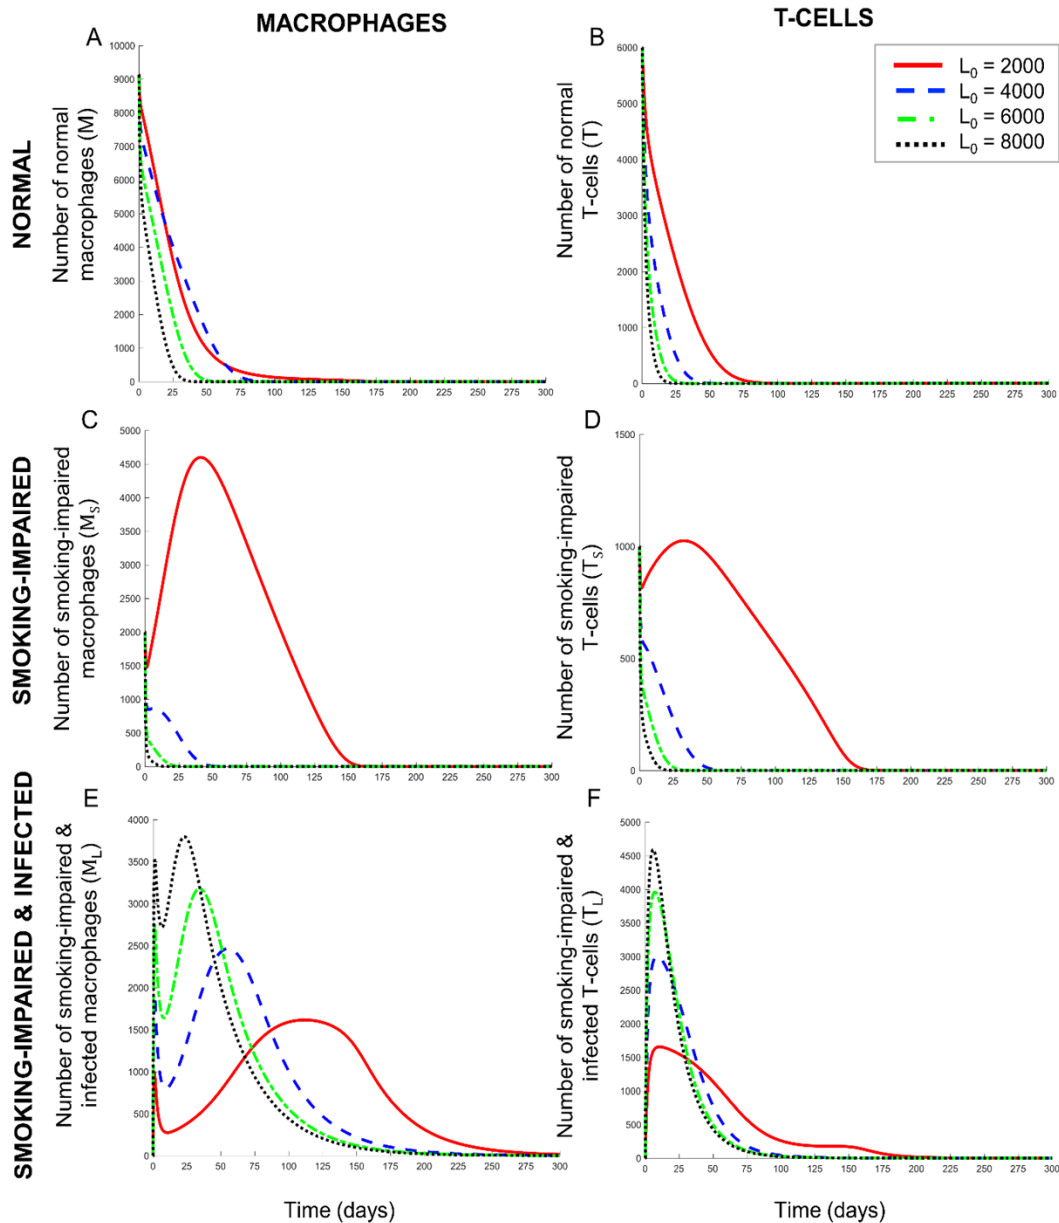 MACROPHAGES
T-CELLS
NORMAL
A
Number of normal
macrophages (M)
10000
9000
8000
7000
6000
5000
4000
3000
2000
1000
0
0 25 50 75 100 125 150 175 200 225 250 275 300
B
Number of normal
T-cells (T)
6000
5000
4000
3000
2000
1000
0
0 25 50 75 100 125 150 175 200 225 250 275 300
L₀ = 2000
L₀ = 4000
L₀ = 6000
L₀ = 8000
SMOKING-IMPAIRED
C
Number of smoking-impaired
macrophages (M_S)
5000
4500
4000
3500
3000
2500
2000
1500
1000
500
0
0 25 50 75 100 125 150 175 200 225 250 275 300
D
Number of smoking-impaired
T-cells (T_S)
1500
1000
500
0
0 25 50 75 100 125 150 175 200 225 250 275 300
SMOKING-IMPAIRED & INFECTED
E
Number of smoking-impaired &
infected macrophages (M_L)
4000
3500
3000
2500
2000
1500
1000
500
0
0 25 50 75 100 125 150 175 200 225 250 275 300
Time (days)
F
Number of smoking-impaired &
infected T-cells (T_L)
5000
4500
4000
3500
3000
2500
2000
1500
1000
500
0
0 25 50 75 100 125 150 175 200 225 250 275 300
Time (days)